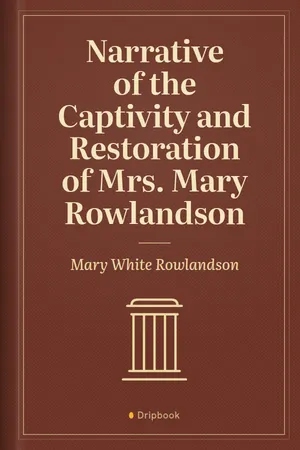 Narrative
of the
Captivity and
Restoration
of Mrs. Mary
Rowlandson
Mary White Rowlandson
Dripbook